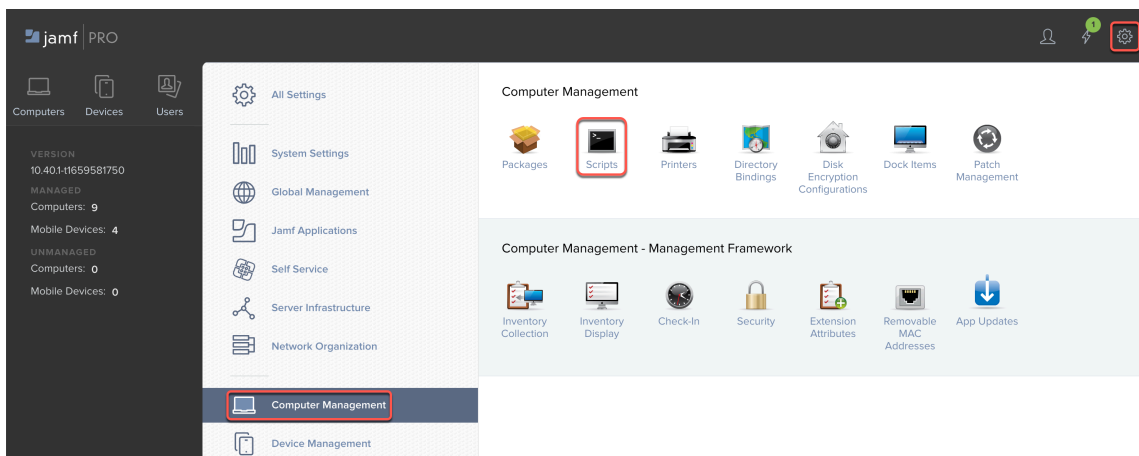 jamf PRO
1
Computers Devices Users
VERSION
10.40.1-t1659581750
MANAGED
Computers: 9
Mobile Devices: 4
UNMANAGED
Computers: 0
Mobile Devices: 0
All Settings
System Settings
Global Management
Jamf Applications
Self Service
Server Infrastructure
Network Organization
Computer Management
Device Management
Computer Management
Packages Scripts Printers Directory Disk Dock Items Patch
Bindings Encryption Management
Configurations
Computer Management - Management Framework
Inventory Inventory Check-In Security Extension Removable App Updates
Collection Display Attributes MAC
Addresses